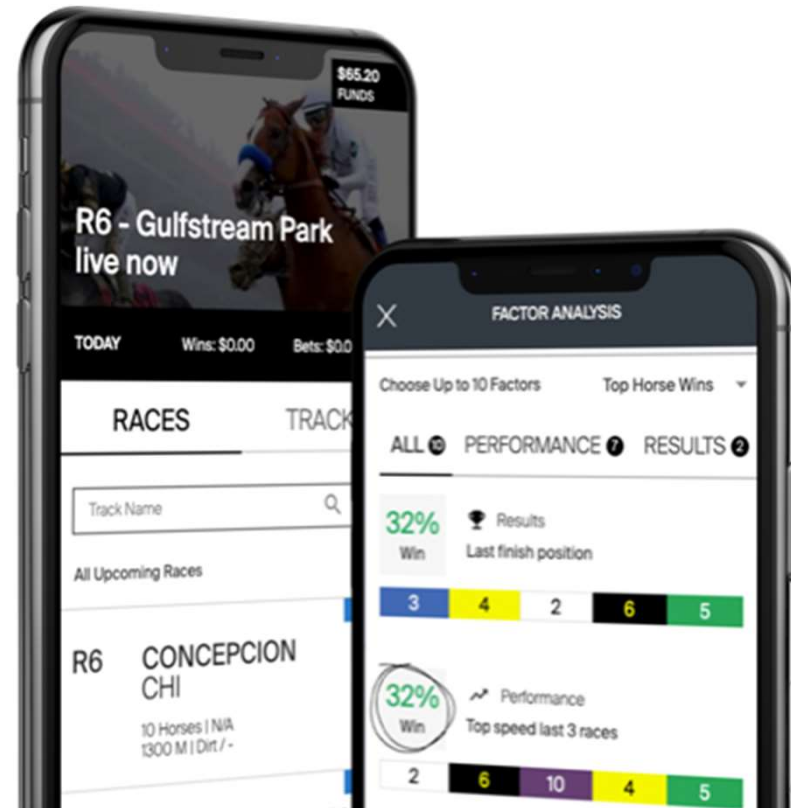 $65.20
FUNDS
R6 - Gulfstream Park
live now
TODAY Wins: $0.00 Bets: $0.0
RACES TRACK
Track Name
All Upcoming Races
R6 CONCEPCION
CHI
10 Horses | N/A
1300 M | Dirt / -
X FACTOR ANALYSIS
Choose Up to 10 Factors Top Horse Wins
ALL 10 PERFORMANCE 7 RESULTS 2
32% Results
Win Last finish position
3 4 2 6 5
32% Performance
Win Top speed last 3 races
2 6 10 4 5